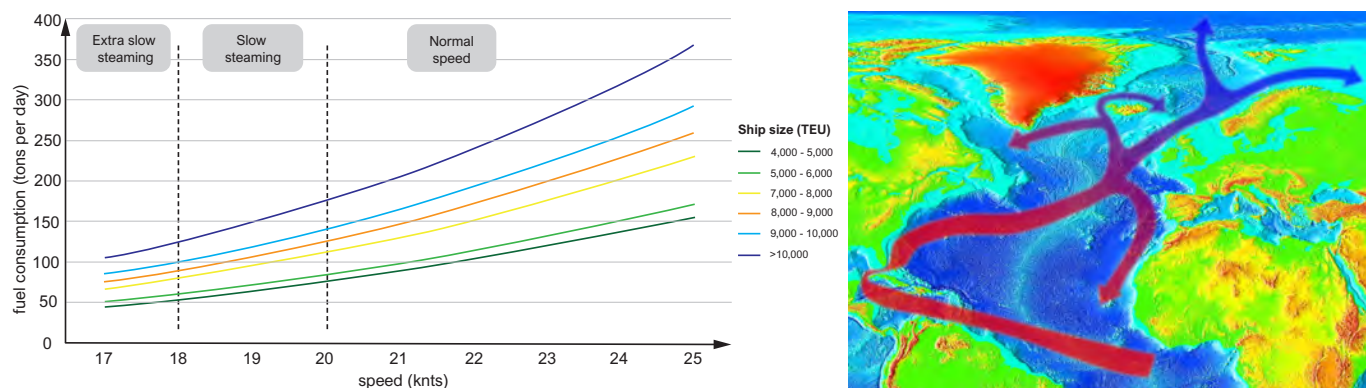 400
350
300
250
200
150
100
50
0
fuel consumption (tons per day)
Extra slow
steaming
Slow
steaming
Normal
speed
17 18 19 20 21 22 23 24 25
speed (knts)
Ship size (TEU)
4,000 - 5,000
5,000 - 6,000
7,000 - 8,000
8,000 - 9,000
9,000 - 10,000
>10,000